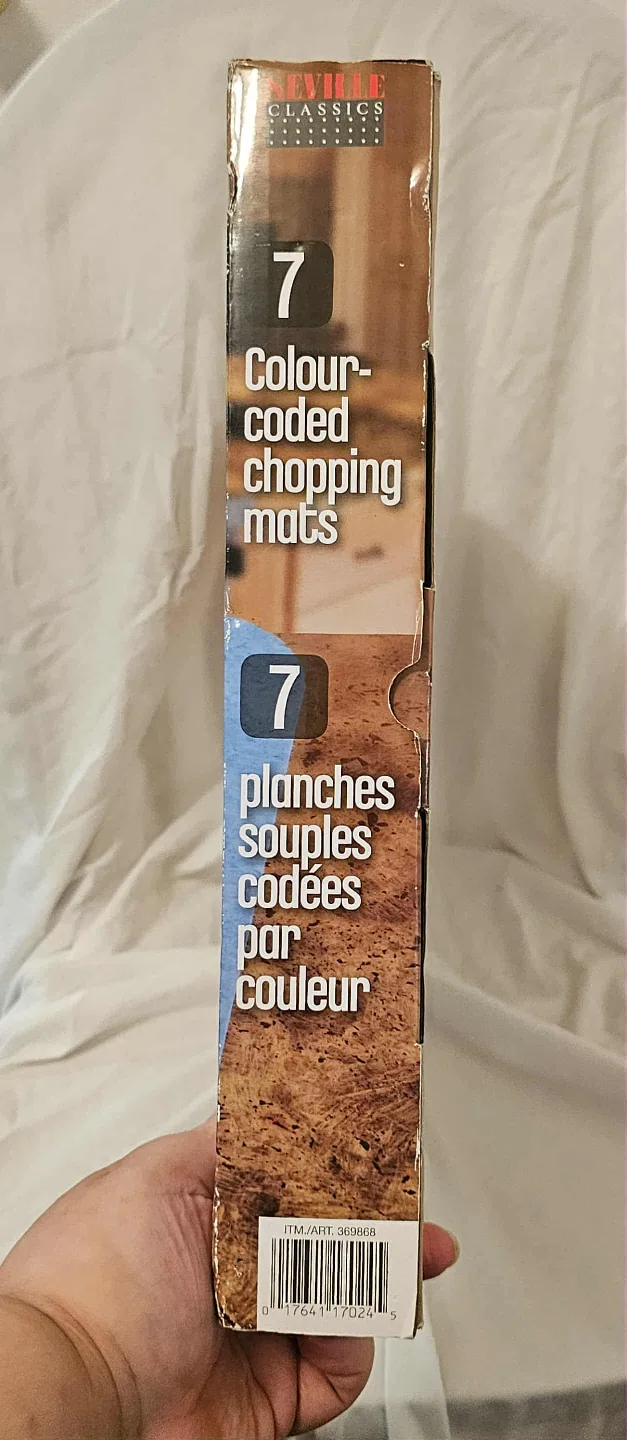 SEVILLE
CLASSICS
7
Colour-
coded
chopping
mats
7
planches
souples
codées
par
couleur
ITM./ART. 369868
0 17641 17024 5